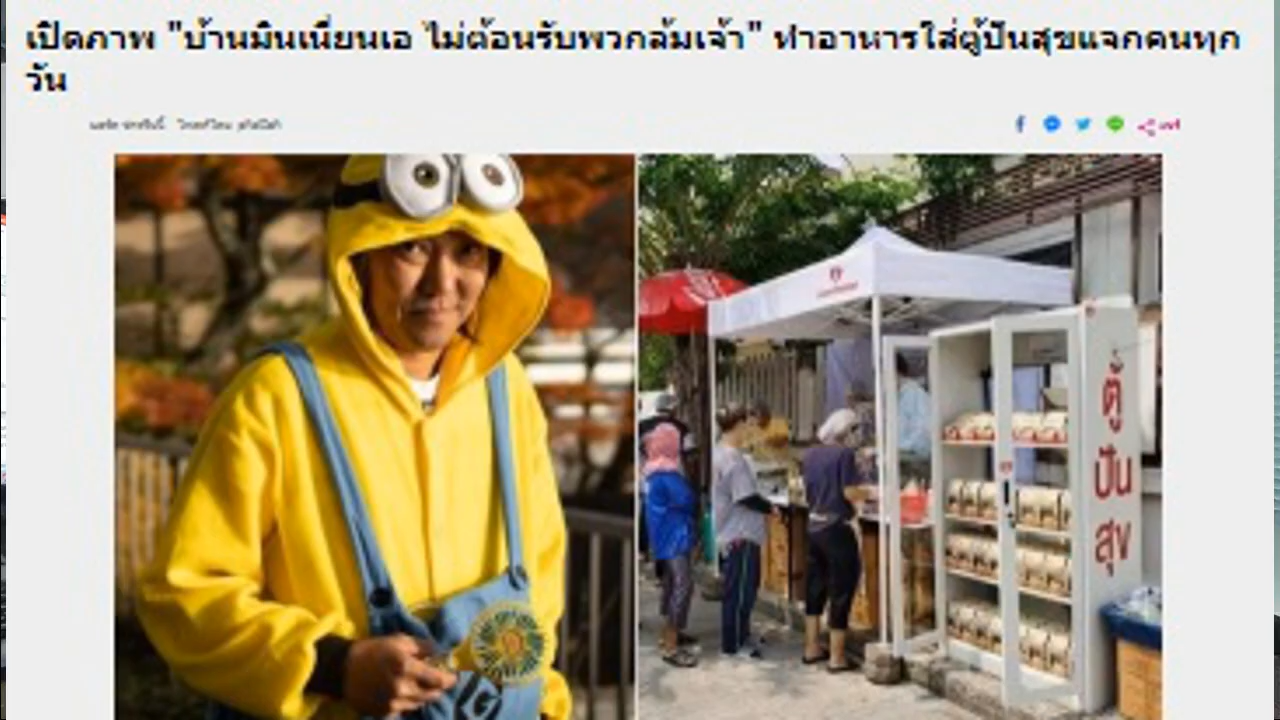 เปิดภาพ "บ้านมินเนี่ยนเอ ไม่ต้อนรับพวกล้มเจ้า" ทำอาหารใส่ตู้ปันสุขแจกคนทุก
วัน
แชร์
ตู้
ปัน
สุข